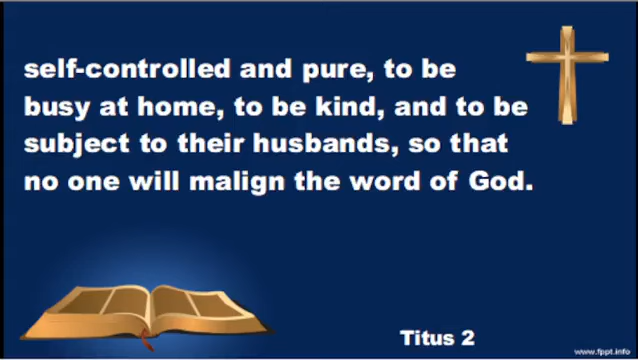 self-controlled and pure, to be
busy at home, to be kind, and to be
subject to their husbands, so that
no one will malign the word of God.
Titus 2
www.fppt.info